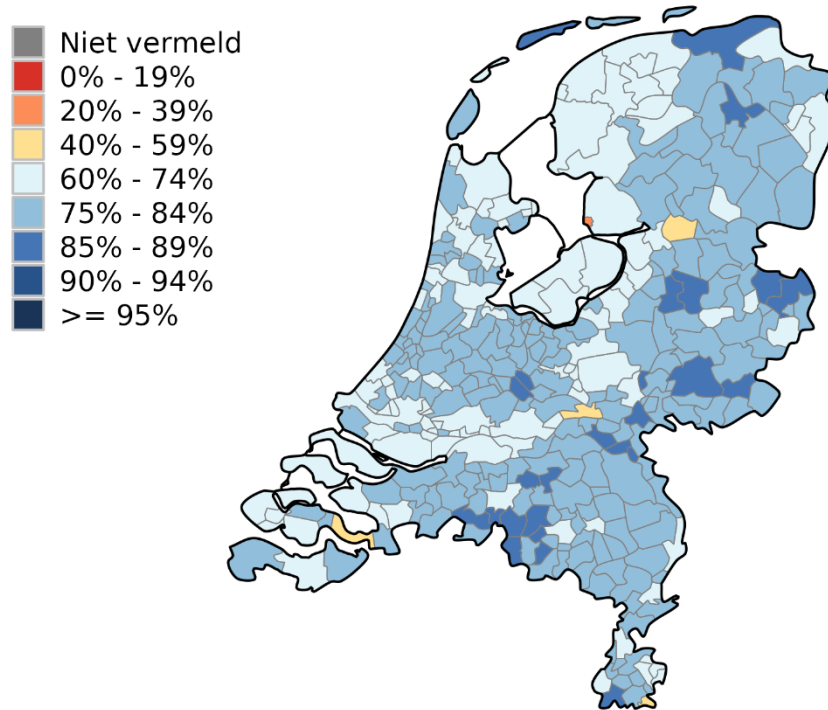 Niet vermeld
0% - 19%
20% - 39%
40% - 59%
60% - 74%
75% - 84%
85% - 89%
90% - 94%
>= 95%